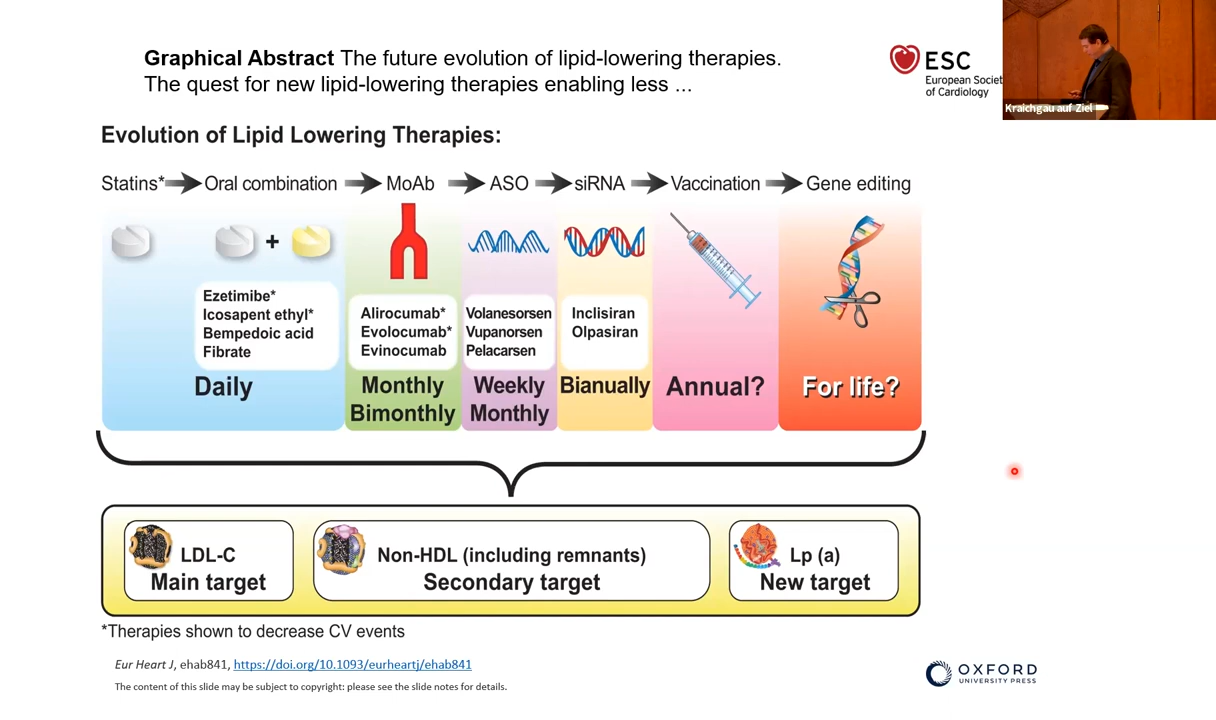 Graphical Abstract The future evolution of lipid-lowering therapies.
The quest for new lipid-lowering therapies enabling less ...
ESC
European Societ
of Cardiology
Kraichgau auf Ziel
Evolution of Lipid Lowering Therapies:
Statins* Oral combination MoAb ASO siRNA Vaccination Gene editing
+
Ezetimibe*
Icosapent ethyl*
Bempedoic acid
Fibrate
Daily
Alirocumab*
Evolocumab*
Evinocumab
Monthly
Bimonthly
Volanesorsen
Vupanorsen
Pelacarsen
Weekly
Monthly
Inclisiran
Olpasiran
Bianually
Annual?
For life?
LDL-C
Main target
Non-HDL (including remnants)
Secondary target
Lp (a)
New target
*Therapies shown to decrease CV events
Eur Heart J, ehab841, https://doi.org/10.1093/eurheartj/ehab841
The content of this slide may be subject to copyright: please see the slide notes for details.
OXFORD
UNIVERSITY PRESS